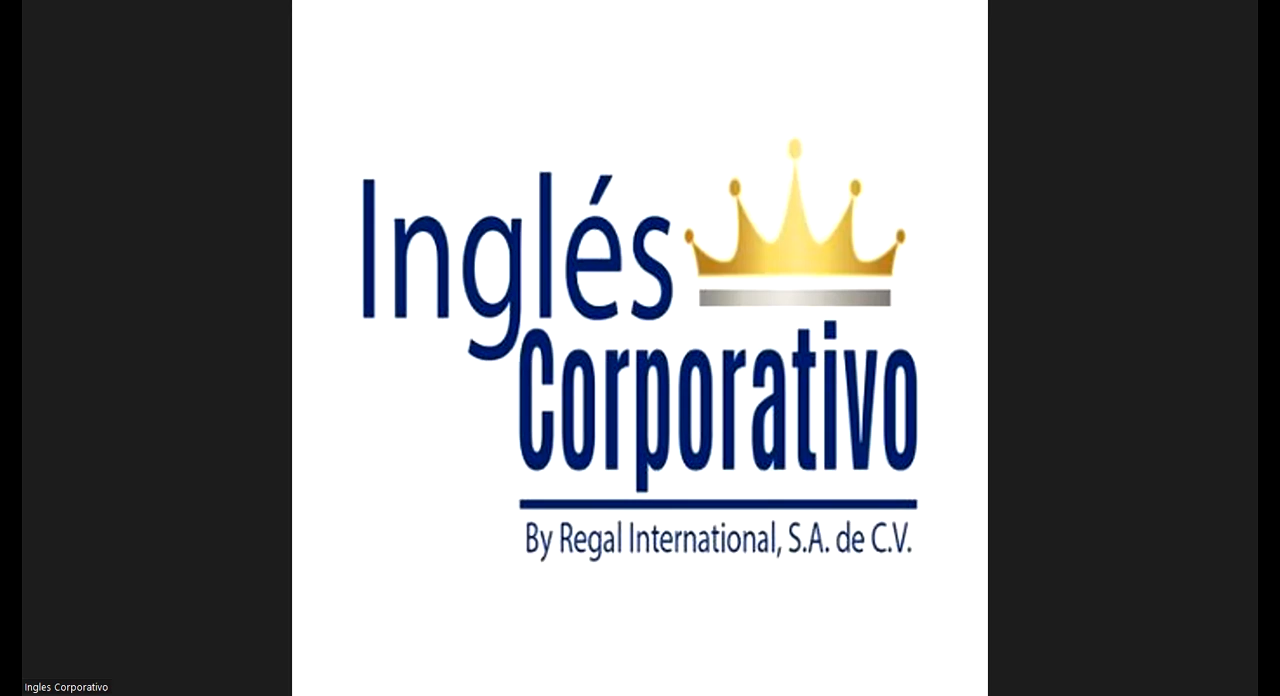 Inglés
Corporativo
By Regal International, S.A. de C.V.
Ingles Corporativo